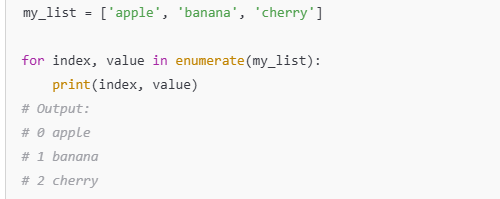 my_list = ['apple', 'banana', 'cherry']
for index, value in enumerate(my_list):
    print(index, value)
# Output:
# 0 apple
# 1 banana
# 2 cherry